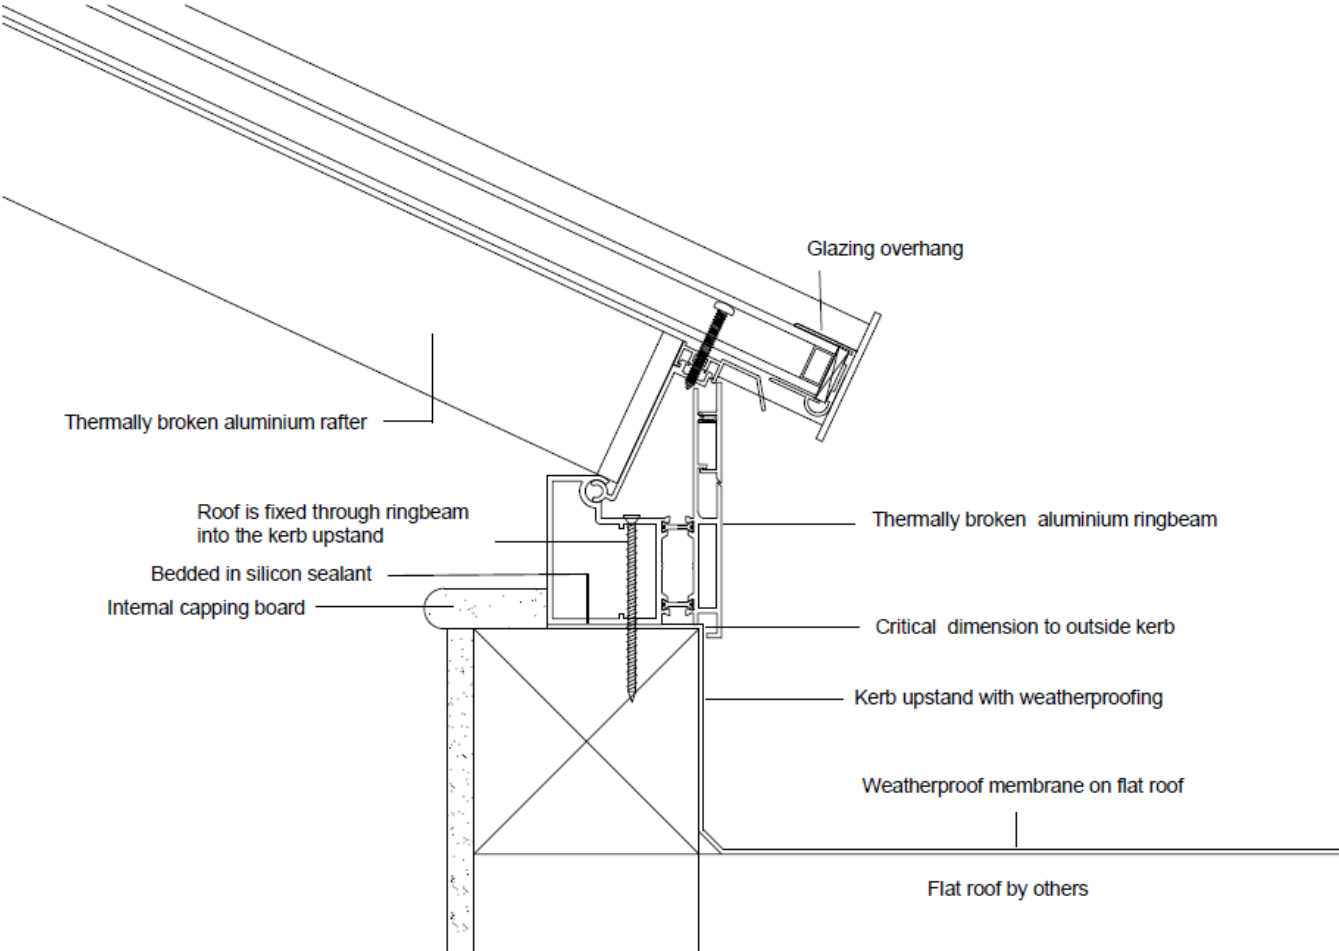 Glazing overhang
Thermally broken aluminium rafter
Roof is fixed through ringbeam
into the kerb upstand
Thermally broken aluminium ringbeam
Bedded in silicon sealant
Internal capping board
Critical dimension to outside kerb
Kerb upstand with weatherproofing
Weatherproof membrane on flat roof
Flat roof by others